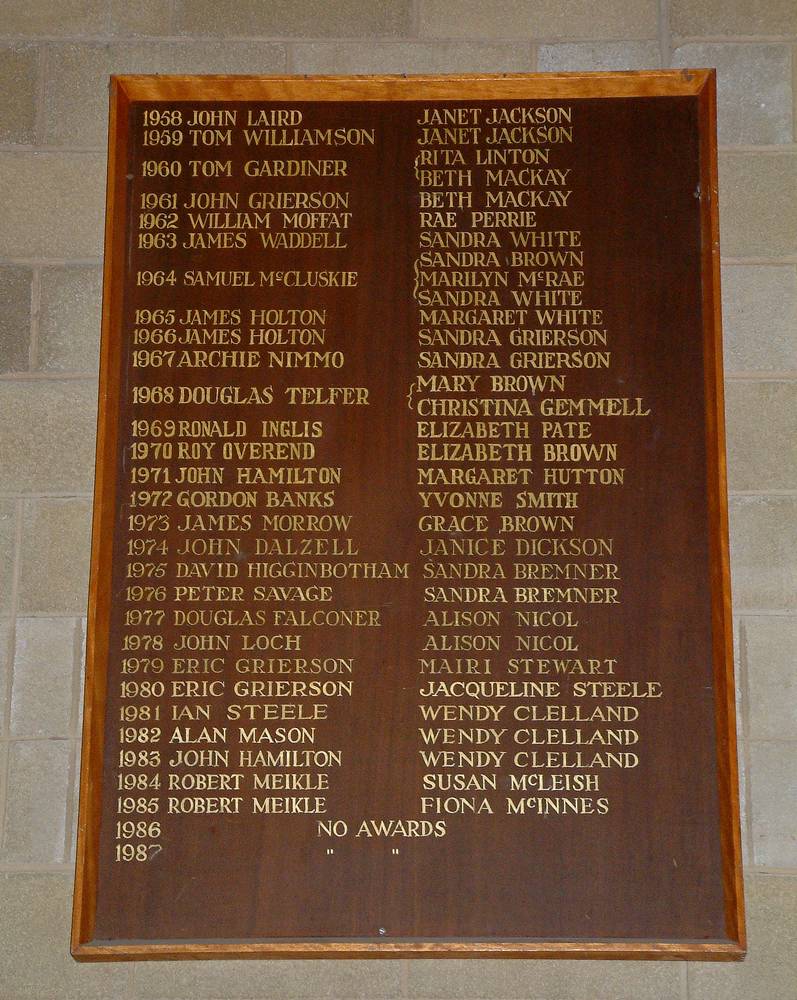 1958 JOHN LAIRD JANET JACKSON
1959 TOM WILLIAMSON JANET JACKSON
1960 TOM GARDINER { RITA LINTON
BETH MACKAY
1961 JOHN GRIERSON BETH MACKAY
1962 WILLIAM MOFFAT RAE PERRIE
1963 JAMES WADDELL SANDRA WHITE
1964 SAMUEL McCLUSKIE { SANDRA BROWN
MARILYN McRAE
SANDRA WHITE
1965 JAMES HOLTON MARGARET WHITE
1966 JAMES HOLTON SANDRA GRIERSON
1967 ARCHIE NIMMO SANDRA GRIERSON
1968 DOUGLAS TELFER { MARY BROWN
CHRISTINA GEMMELL
1969 RONALD INGLIS ELIZABETH PATE
1970 ROY OVEREND ELIZABETH BROWN
1971 JOHN HAMILTON MARGARET HUTTON
1972 GORDON BANKS YVONNE SMITH
1973 JAMES MORROW GRACE BROWN
1974 JOHN DALZELL JANICE DICKSON
1975 DAVID HIGGINBOTHAM SANDRA BREMNER
1976 PETER SAVAGE SANDRA BREMNER
1977 DOUGLAS FALCONER ALISON NICOL
1978 JOHN LOCH ALISON NICOL
1979 ERIC GRIERSON MAIRI STEWART
1980 ERIC GRIERSON JACQUELINE STEELE
1981 IAN STEELE WENDY CLELLAND
1982 ALAN MASON WENDY CLELLAND
1983 JOHN HAMILTON WENDY CLELLAND
1984 ROBERT MEIKLE SUSAN McLEISH
1985 ROBERT MEIKLE FIONA McINNES
1986 NO AWARDS
1987 " "